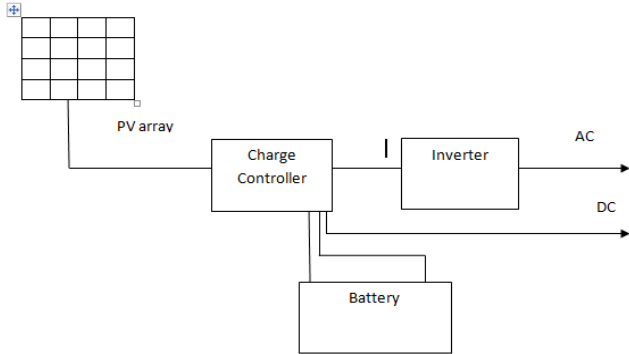 PV array
Charge
Controller
Inverter
AC
DC
Battery